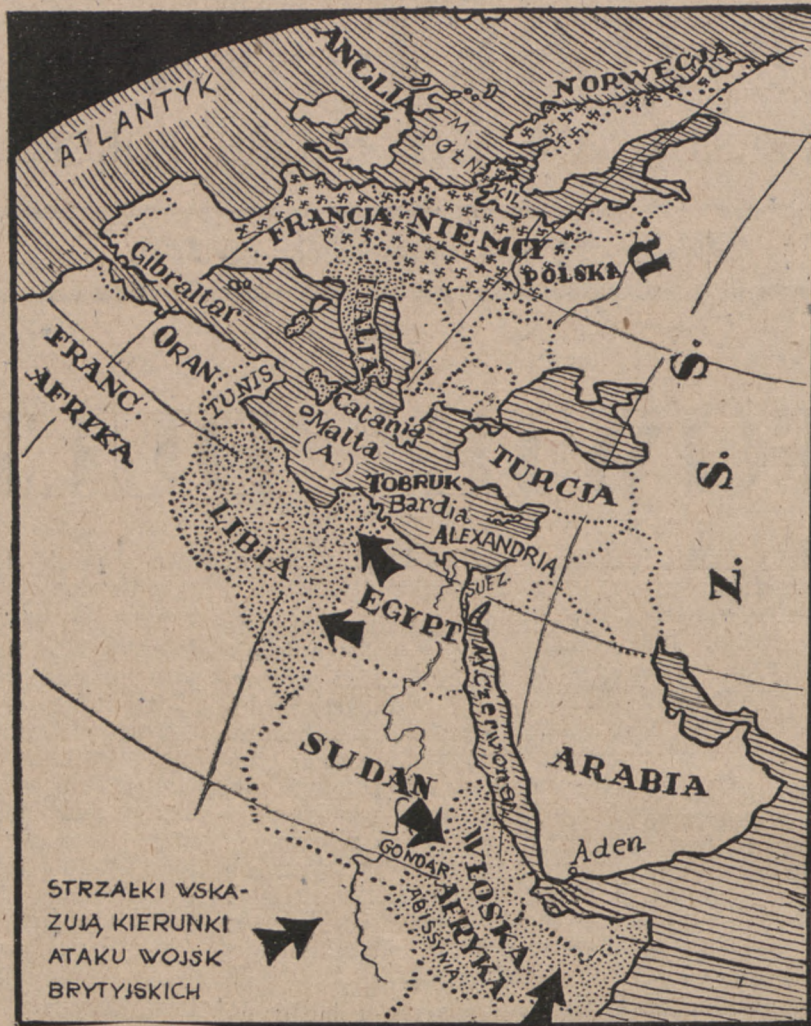 ATLANTYK
ANGLIA
NORWEGJA
M.
PÓŁN.
KIL
FRANCJA
NIEMCY
POLSKA
Z. S. S. R.
Gibraltar
ITALIA
FRANC.
AFRYKA
ORAN
TUNIS
Catania
Malta
(A.)
TOBRUK
Bardia
ALEXANDRIA
TURCJA
SUEZ
LIBIA
EGYPT
M. Czerwone
SUDAN
ARABIA
Aden
GONDAR
WŁOSKA
AFRYKA
ABISSYNIA
STRZAŁKI WSKA-
ZUJĄ KIERUNKI
ATAKU WOJSK
BRYTYJSKICH